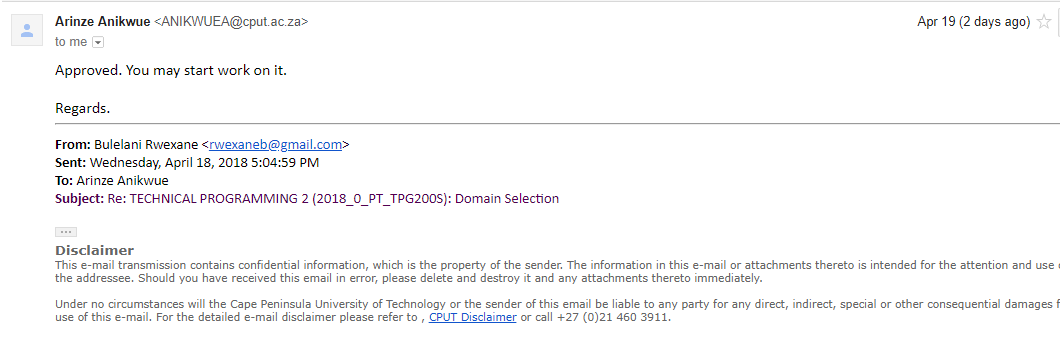 Arinze Anikwue <ANIKWUEA@cput.ac.za> Apr 19 (2 days ago)
to me
Approved. You may start work on it.
Regards.
From: Bulelani Rwexane <rwexaneb@gmail.com>
Sent: Wednesday, April 18, 2018 5:04:59 PM
To: Arinze Anikwue
Subject: Re: TECHNICAL PROGRAMMING 2 (2018_0_PT_TPG200S): Domain Selection
...
Disclaimer
This e-mail transmission contains confidential information, which is the property of the sender. The information in this e-mail or attachments thereto is intended for the attention and use
the addressee. Should you have received this email in error, please delete and destroy it and any attachments thereto immediately.
Under no circumstances will the Cape Peninsula University of Technology or the sender of this email be liable to any party for any direct, indirect, special or other consequential damages
use of this e-mail. For the detailed e-mail disclaimer please refer to , CPUT Disclaimer or call +27 (0)21 460 3911.